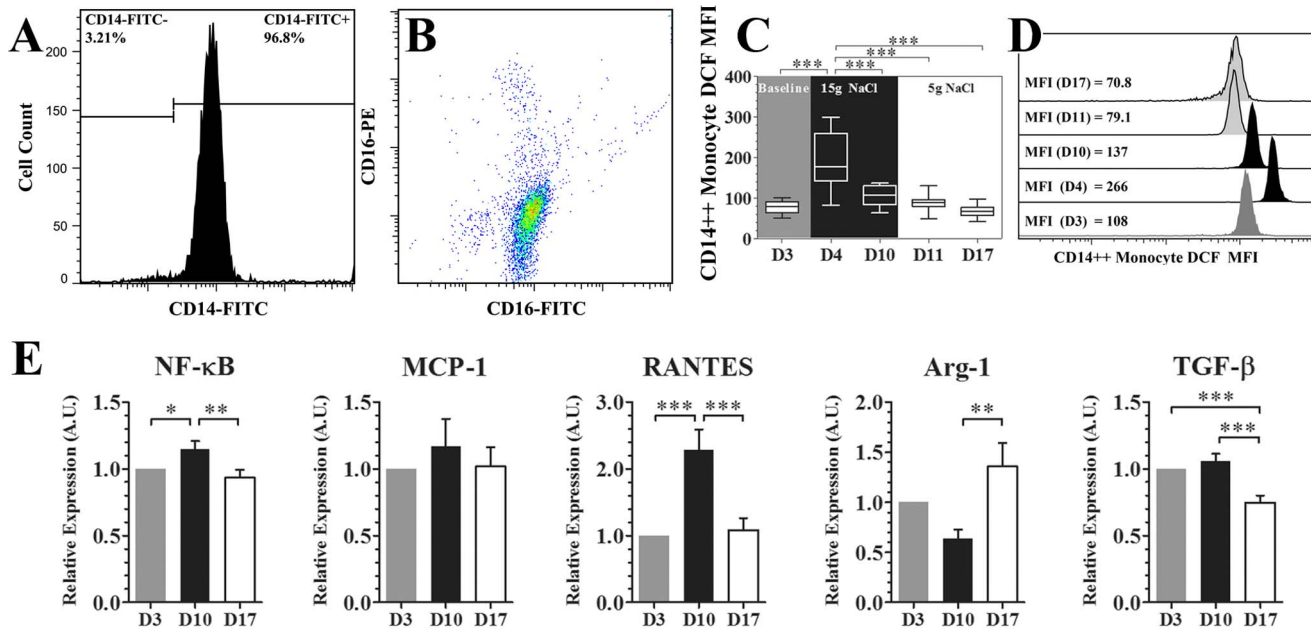 A
CD14-FITC-
3.21%
CD14-FITC+
96.8%
Cell Count
200
150
100
50
0
CD14-FITC
B
CD16-PE
CD16-FITC
C
CD14++ Monocyte DCF MFI
***
***
*** ***
400
300
200
100
0
Baseline
15g NaCl
5g NaCl
D3 D4 D10 D11 D17
D
MFI (D17) = 70.8
MFI (D11) = 79.1
MFI (D10) = 137
MFI (D4) = 266
MFI (D3) = 108
CD14++ Monocyte DCF MFI
E
NF-κB
Relative Expression (A.U.)
1.5
1.0
0.5
0.0
* **
D3 D10 D17
MCP-1
Relative Expression (A.U.)
1.5
1.0
0.5
0.0
D3 D10 D17
RANTES
Relative Expression (A.U.)
3.0
2.0
1.0
0.0
*** ***
D3 D10 D17
Arg-1
Relative Expression (A.U.)
2.0
1.5
1.0
0.5
0.0
**
D3 D10 D17
TGF-β
Relative Expression (A.U.)
1.5
1.0
0.5
0.0
***
***
D3 D10 D17